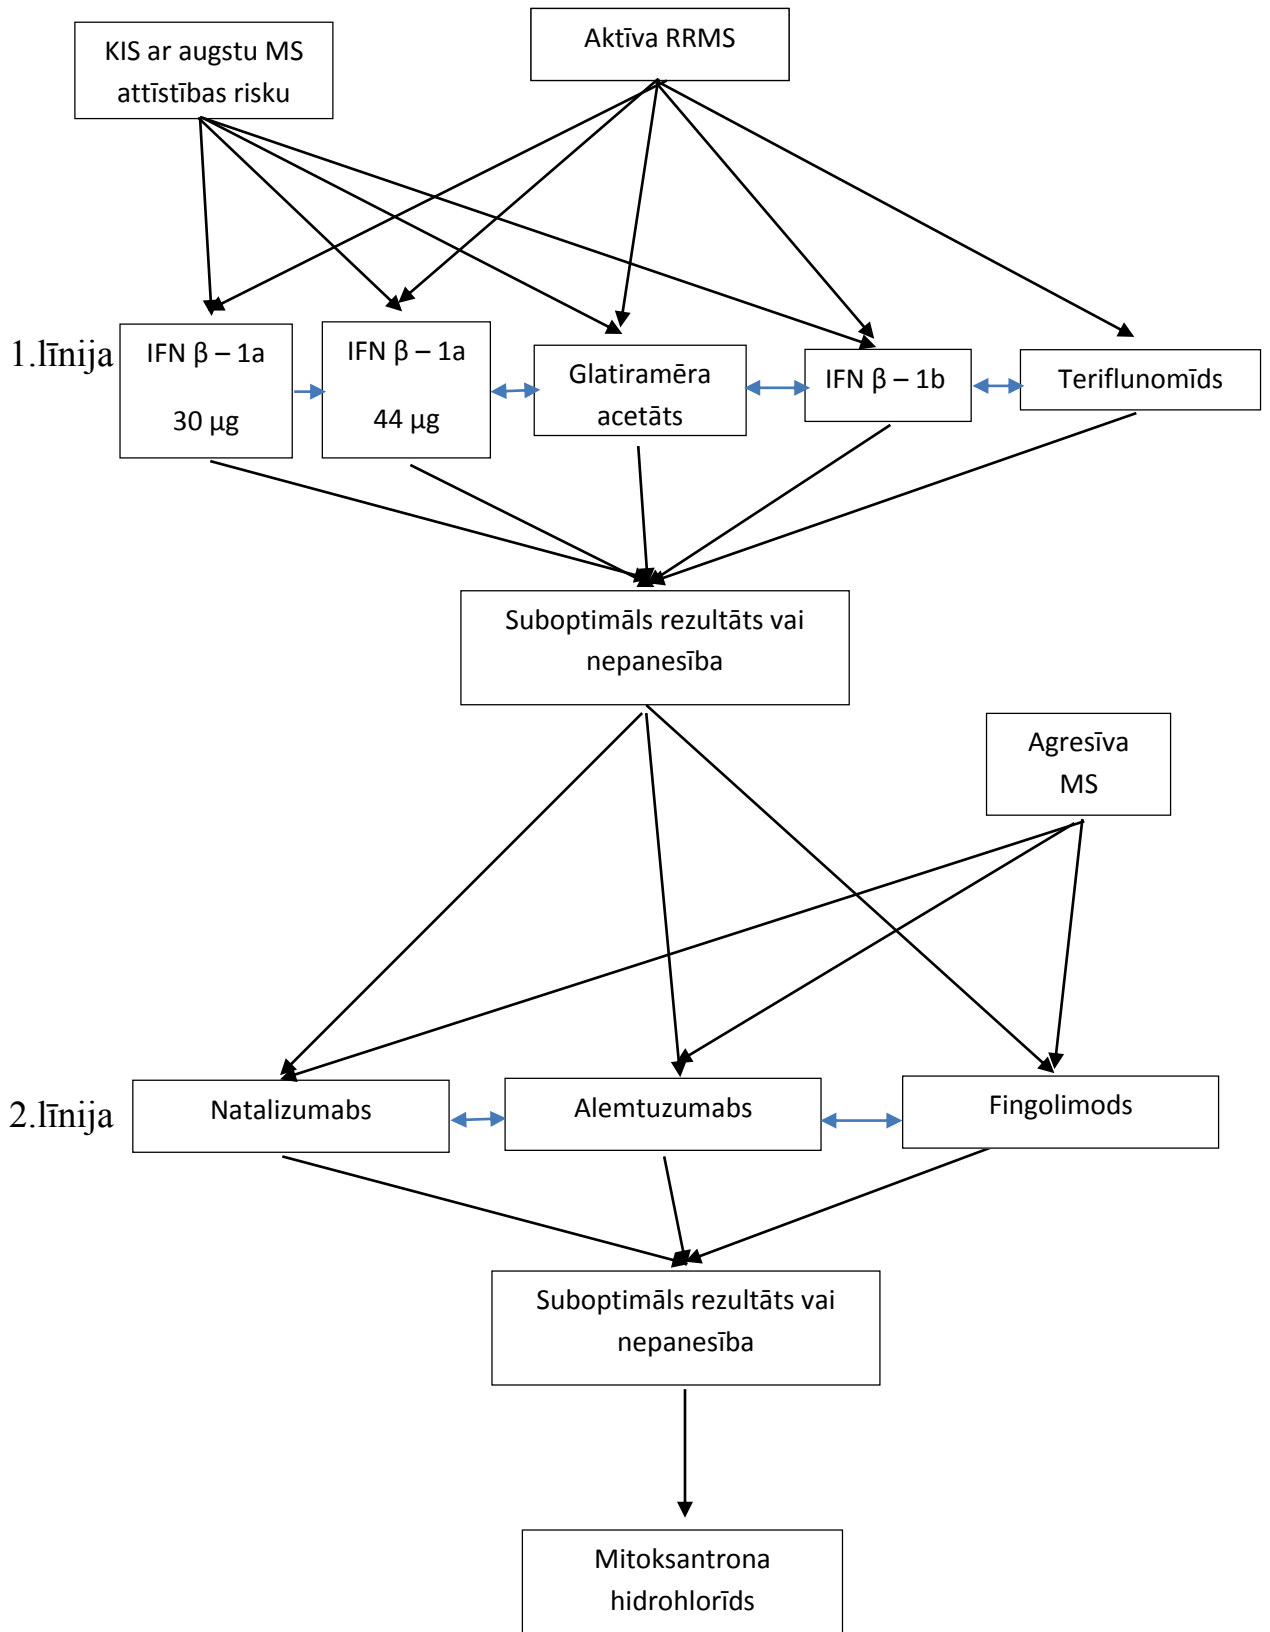 KIS ar augstu MS
attīstības risku
Aktīva RRMS
1.līnija
IFN β – 1a
30 µg
IFN β – 1a
44 µg
Glatiramēra
acetāts
IFN β – 1b
Teriflunomīds
Suboptimāls rezultāts vai
nepanesība
Agresīva
MS
2.līnija
Natalizumabs
Alemtuzumabs
Fingolimods
Suboptimāls rezultāts vai
nepanesība
Mitoksantrona
hidrohlorīds